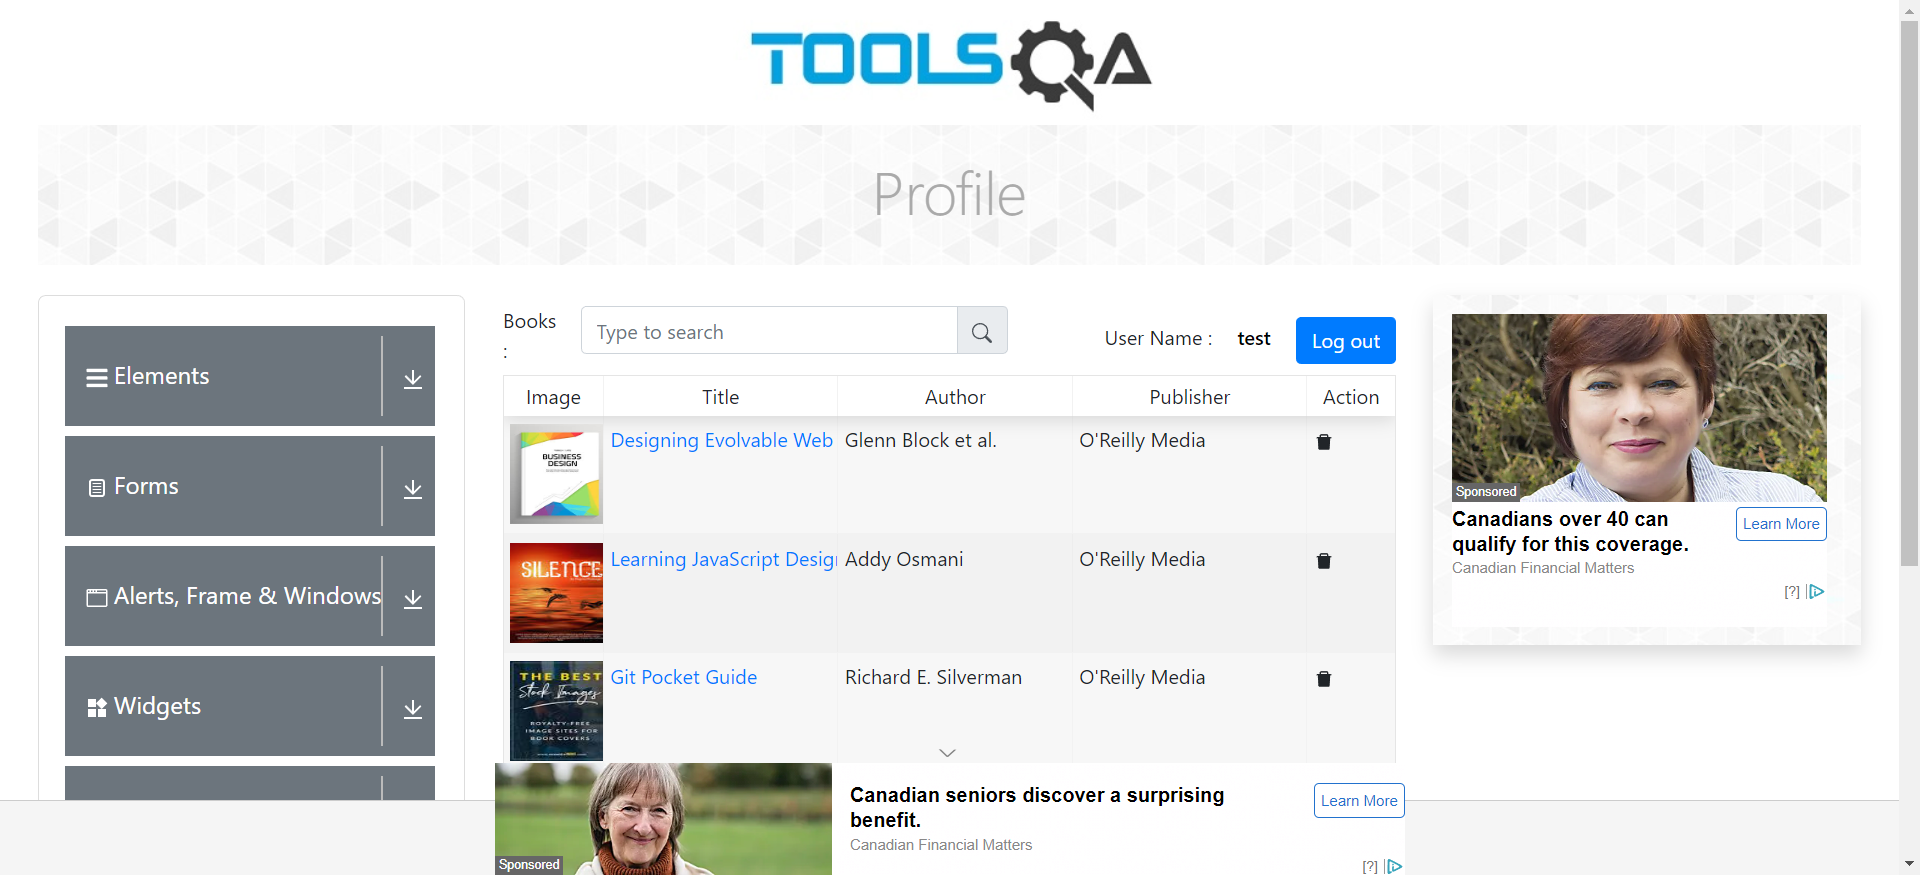 TOOLSQA
Profile
Elements
Forms
Alerts, Frame & Windows
Widgets
Books
:
Type to search
User Name :
test
Log out
Image
Title
Author
Publisher
Action
BUSINESS
DESIGN
Designing Evolvable Web
Glenn Block et al.
O'Reilly Media
SILENCE
Learning JavaScript Desig
Addy Osmani
O'Reilly Media
THE BEST
Stock Images
ROYALTY-FREE
IMAGE SITES FOR
BOOK COVERS
Git Pocket Guide
Richard E. Silverman
O'Reilly Media
Sponsored
Canadians over 40 can
qualify for this coverage.
Learn More
Canadian Financial Matters
[?]
Sponsored
Canadian seniors discover a surprising
benefit.
Learn More
Canadian Financial Matters
[?]